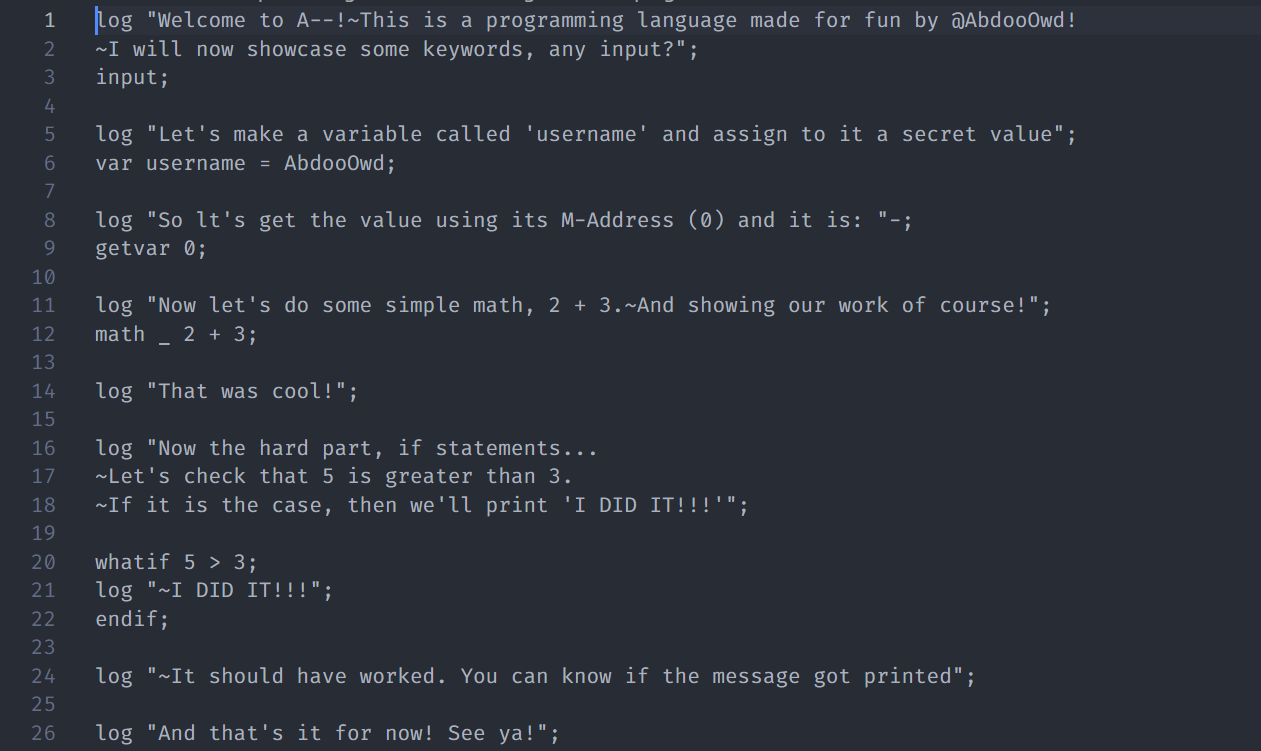 1 log "Welcome to A--!~This is a programming language made for fun by @AbdooOwd!
2 ~I will now showcase some keywords, any input?";
3 input;
4
5 log "Let's make a variable called 'username' and assign to it a secret value";
6 var username = AbdooOwd;
7
8 log "So lt's get the value using its M-Address (0) and it is: "-;
9 getvar 0;
10
11 log "Now let's do some simple math, 2 + 3.~And showing our work of course!";
12 math _ 2 + 3;
13
14 log "That was cool!";
15
16 log "Now the hard part, if statements...
17 ~Let's check that 5 is greater than 3.
18 ~If it is the case, then we'll print 'I DID IT!!!'";
19
20 whatif 5 > 3;
21 log "~I DID IT!!!";
22 endif;
23
24 log "~It should have worked. You can know if the message got printed";
25
26 log "And that's it for now! See ya!";